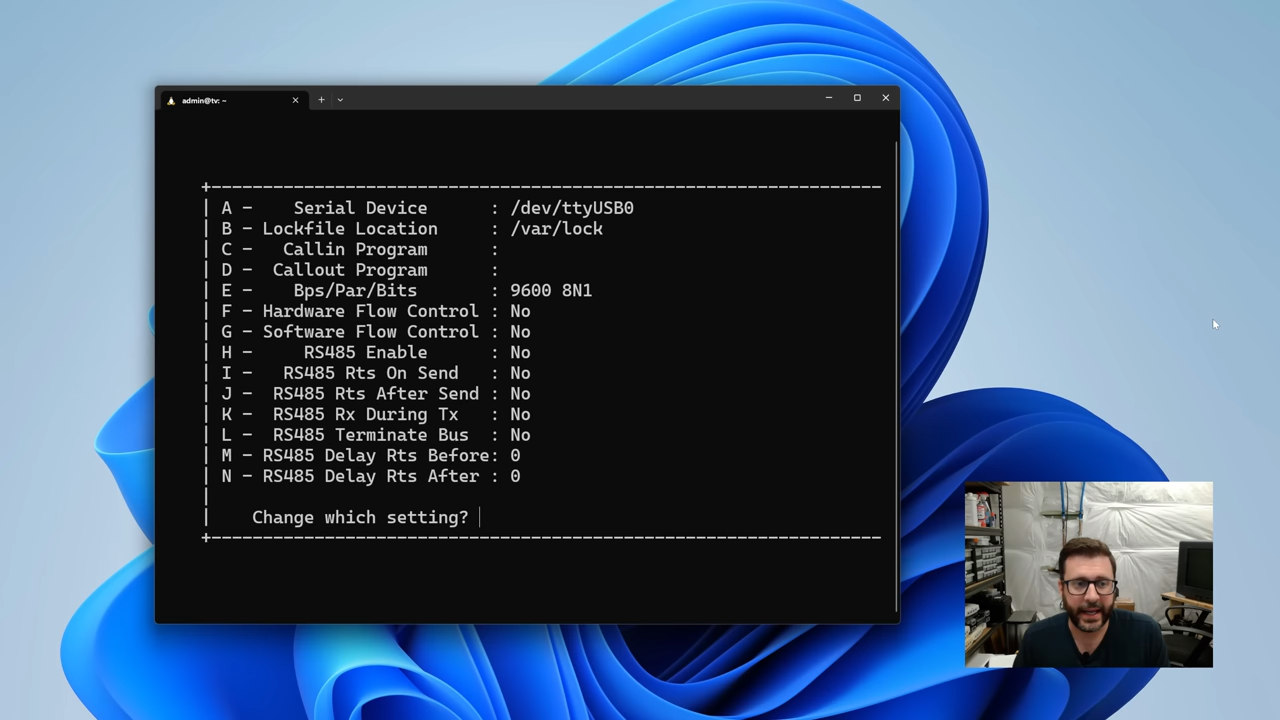 admin@tv: ~
+-----------------------------------------------------------------
| A -    Serial Device      : /dev/ttyUSB0
| B - Lockfile Location     : /var/lock
| C -   Callin Program      :
| D -  Callout Program      :
| E -    Bps/Par/Bits       : 9600 8N1
| F - Hardware Flow Control : No
| G - Software Flow Control : No
| H -     RS485 Enable      : No
| I -   RS485 Rts On Send   : No
| J -  RS485 Rts After Send : No
| K -  RS485 Rx During Tx   : No
| L -  RS485 Terminate Bus  : No
| M - RS485 Delay Rts Before: 0
| N - RS485 Delay Rts After : 0
|
|    Change which setting?
+-----------------------------------------------------------------